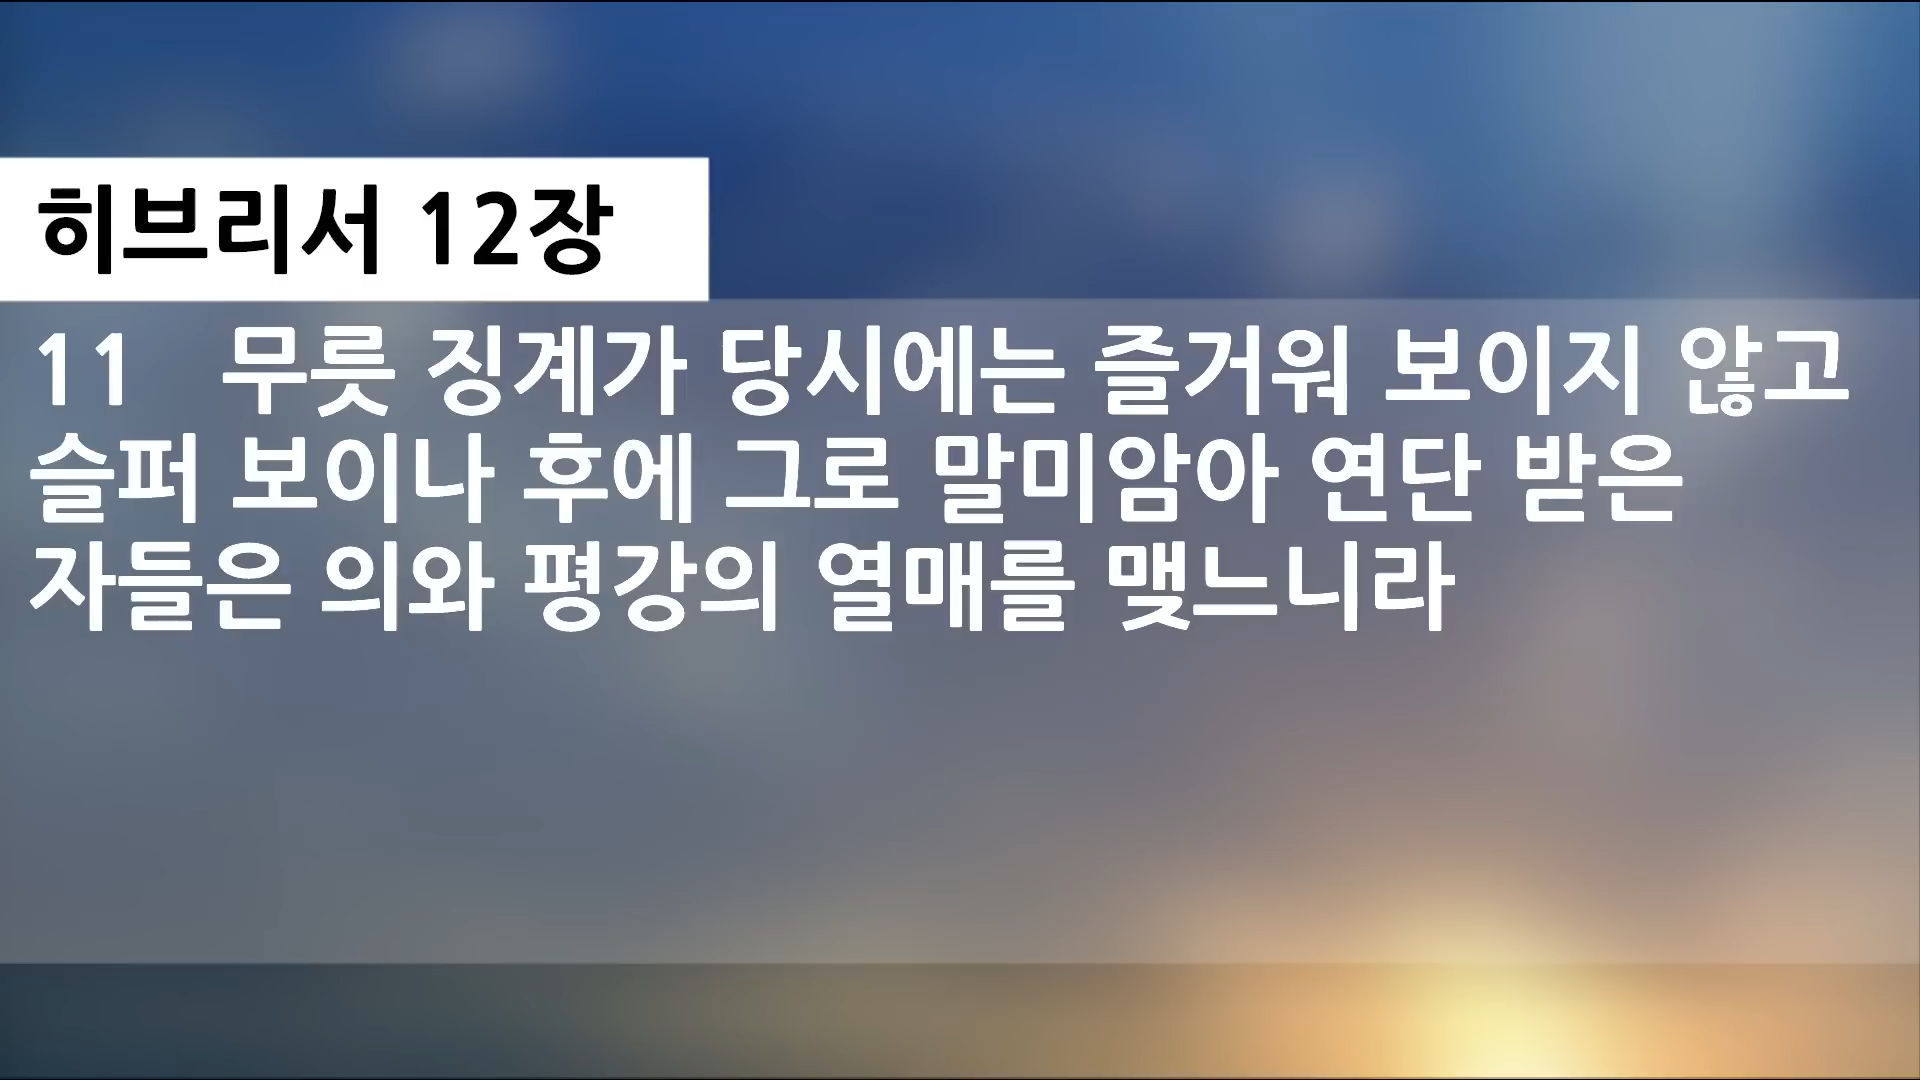 히브리서 12장
11 무릇 징계가 당시에는 즐거워 보이지 않고
슬퍼 보이나 후에 그로 말미암아 연단 받은
자들은 의와 평강의 열매를 맺느니라